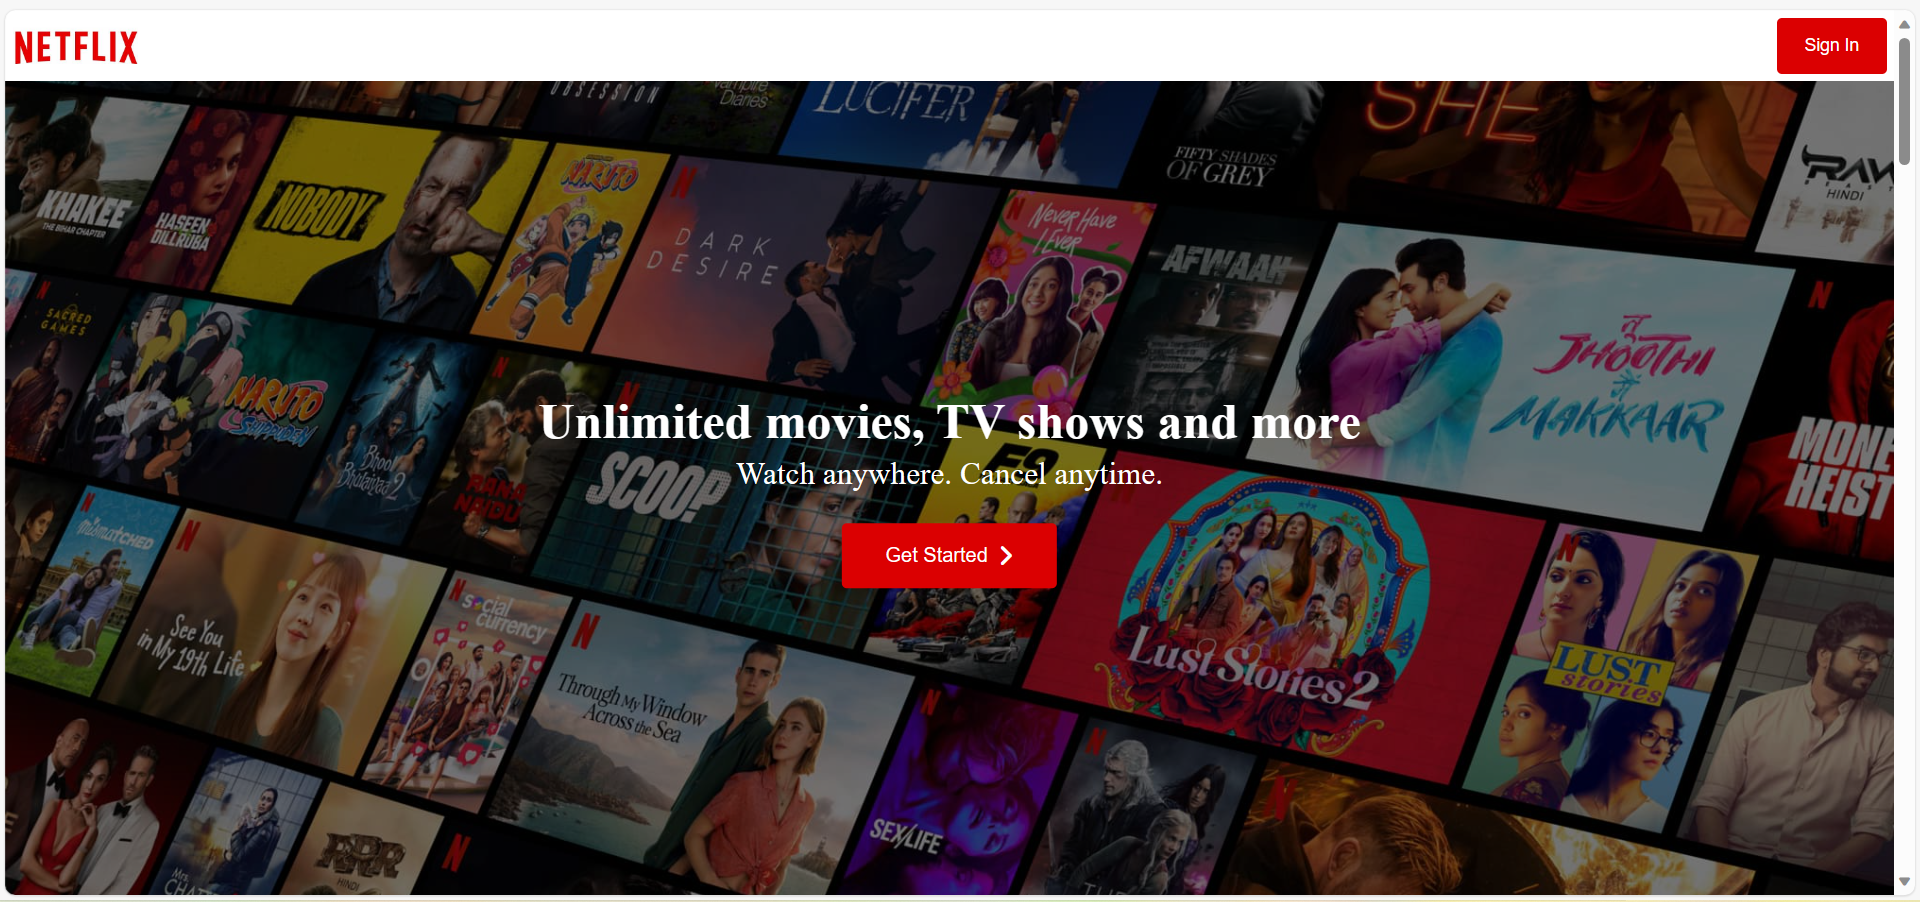 NETFLIX
Sign In
OBSESSION
Vampire
Diaries
LUCIFER
FIFTY SHADES
OF GREY
SHE
RAW
BEAST
HINDI
KHAKEE
THE BIHAR CHAPTER
HASEEN
DILLRUBA
NOBODY
NARUTO
DARK
DESIRE
Never Have
I Ever
AFWAAH
तू
JHOOTHI
मैं
MAKKAAR
SACRED
GAMES
NARUTO
Shippuden
Bhool
Bhulaiyaa 2
RANA
NAIDU
SCOOP
MONEY
HEIST
Unlimited movies, TV shows and more
Watch anywhere. Cancel anytime.
Get Started
mismatched
See You
in My 19th Life
social
currency
Through My Window
Across the Sea
Lust Stories 2
LUST
stories
SEX/LIFE
RRR
HINDI
Mrs.
THE